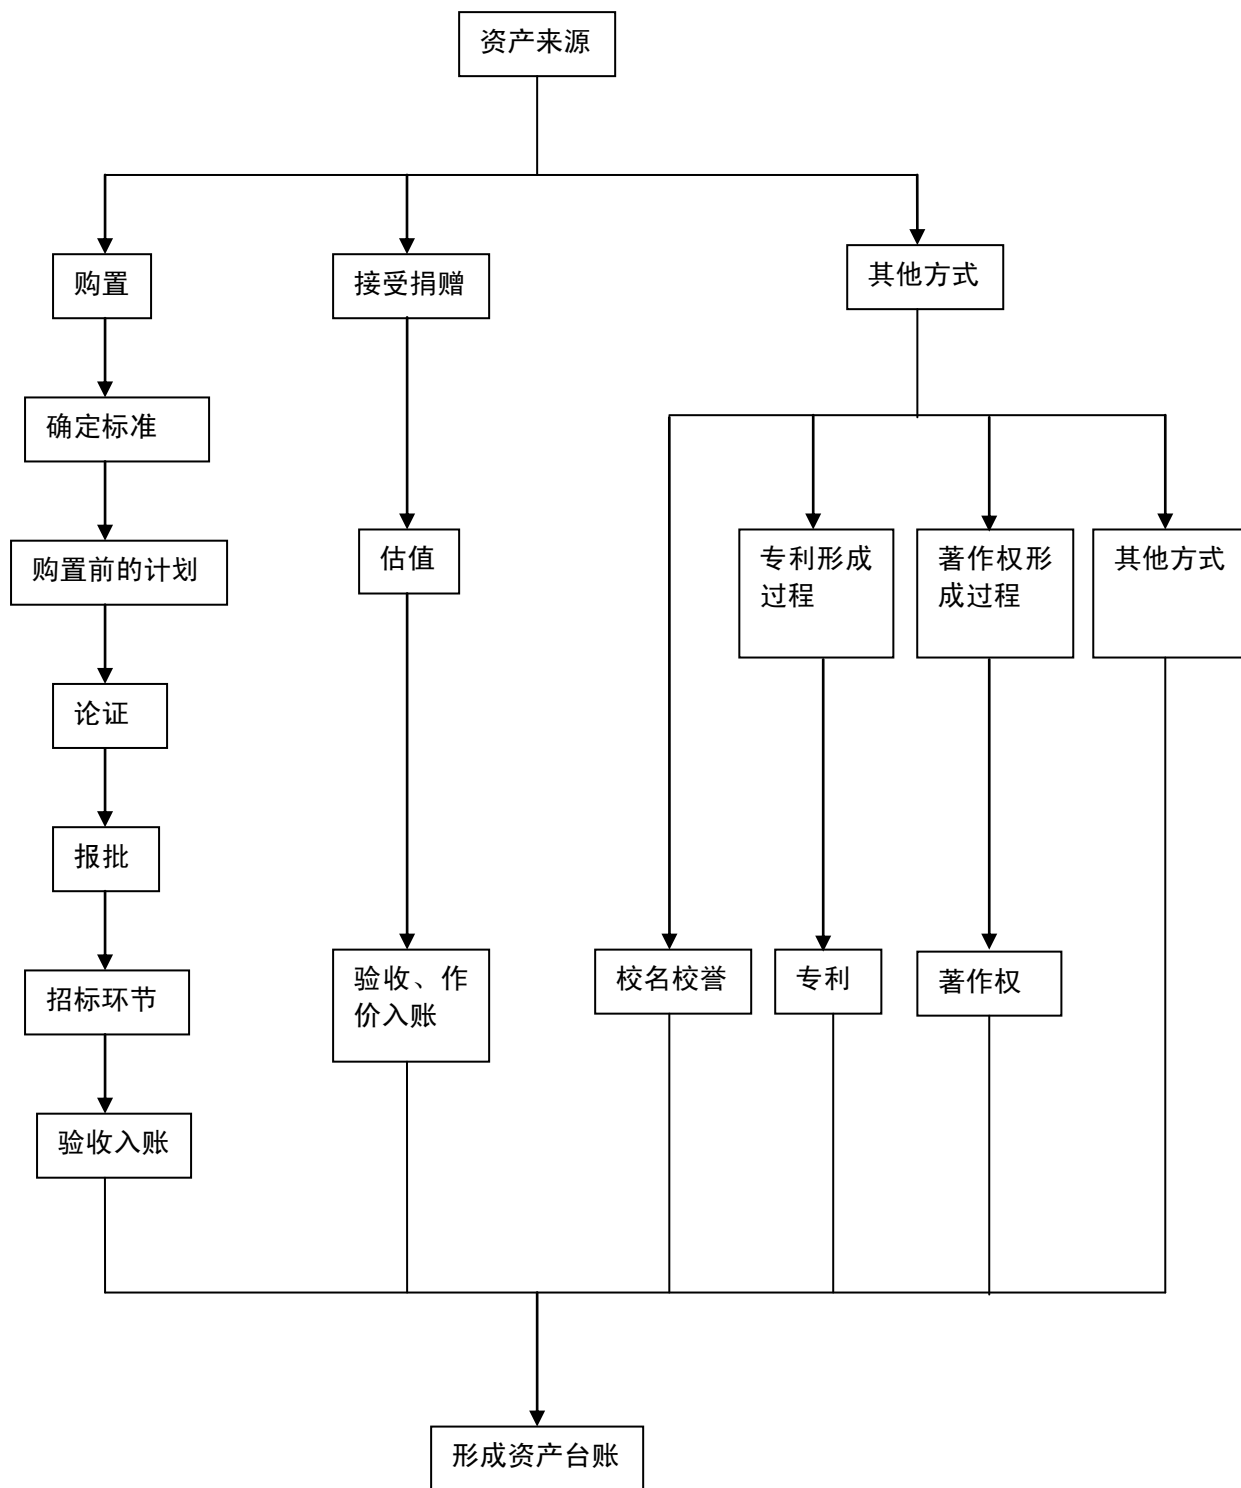 资产来源
购置
接受捐赠
其他方式
确定标准
购置前的计划
估值
专利形成
过程
著作权形
成过程
其他方式
论证
报批
招标环节
验收、作
价入账
校名校誉
专利
著作权
验收入账
形成资产台账